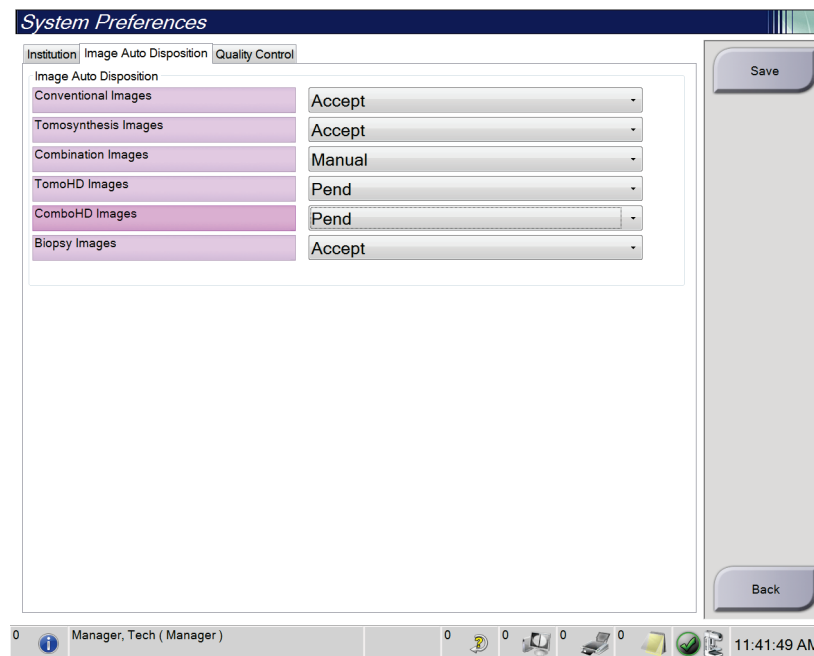 System Preferences
Institution Image Auto Disposition Quality Control
Save
Image Auto Disposition
Conventional Images Accept
Tomosynthesis Images Accept
Combination Images Manual
TomoHD Images Pend
ComboHD Images Pend
Biopsy Images Accept
Back
0 Manager, Tech ( Manager ) 0 0 0 0 11:41:49 AM